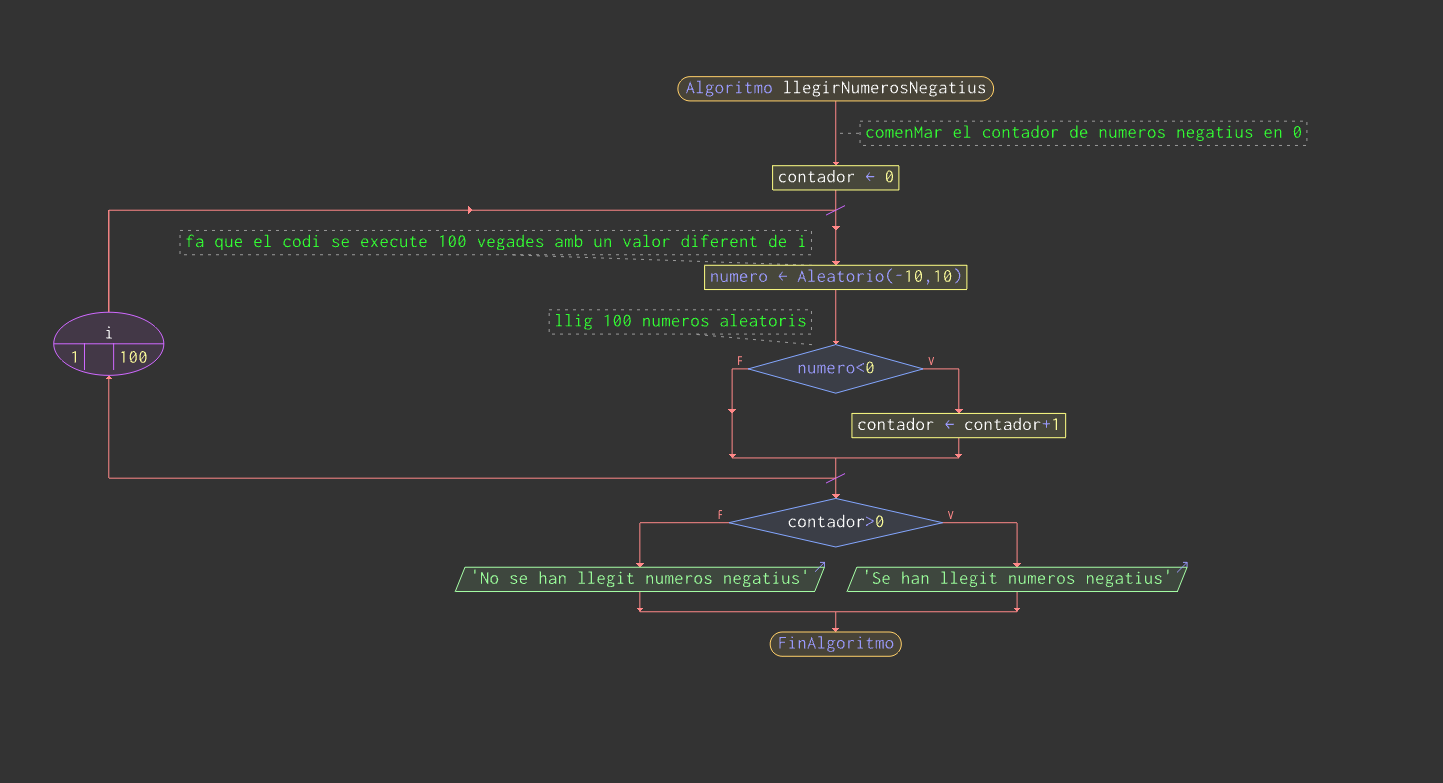 Algoritmo llegirNumerosNegatius
comenMar el contador de numeros negatius en 0
contador ← 0
fa que el codi se execute 100 vegades amb un valor diferent de i
numero ← Aleatorio(-10,10)
llig 100 numeros aleatoris
i
1 100
F V
numero<0
contador ← contador+1
F V
contador>0
'No se han llegit numeros negatius' 'Se han llegit numeros negatius'
FinAlgoritmo